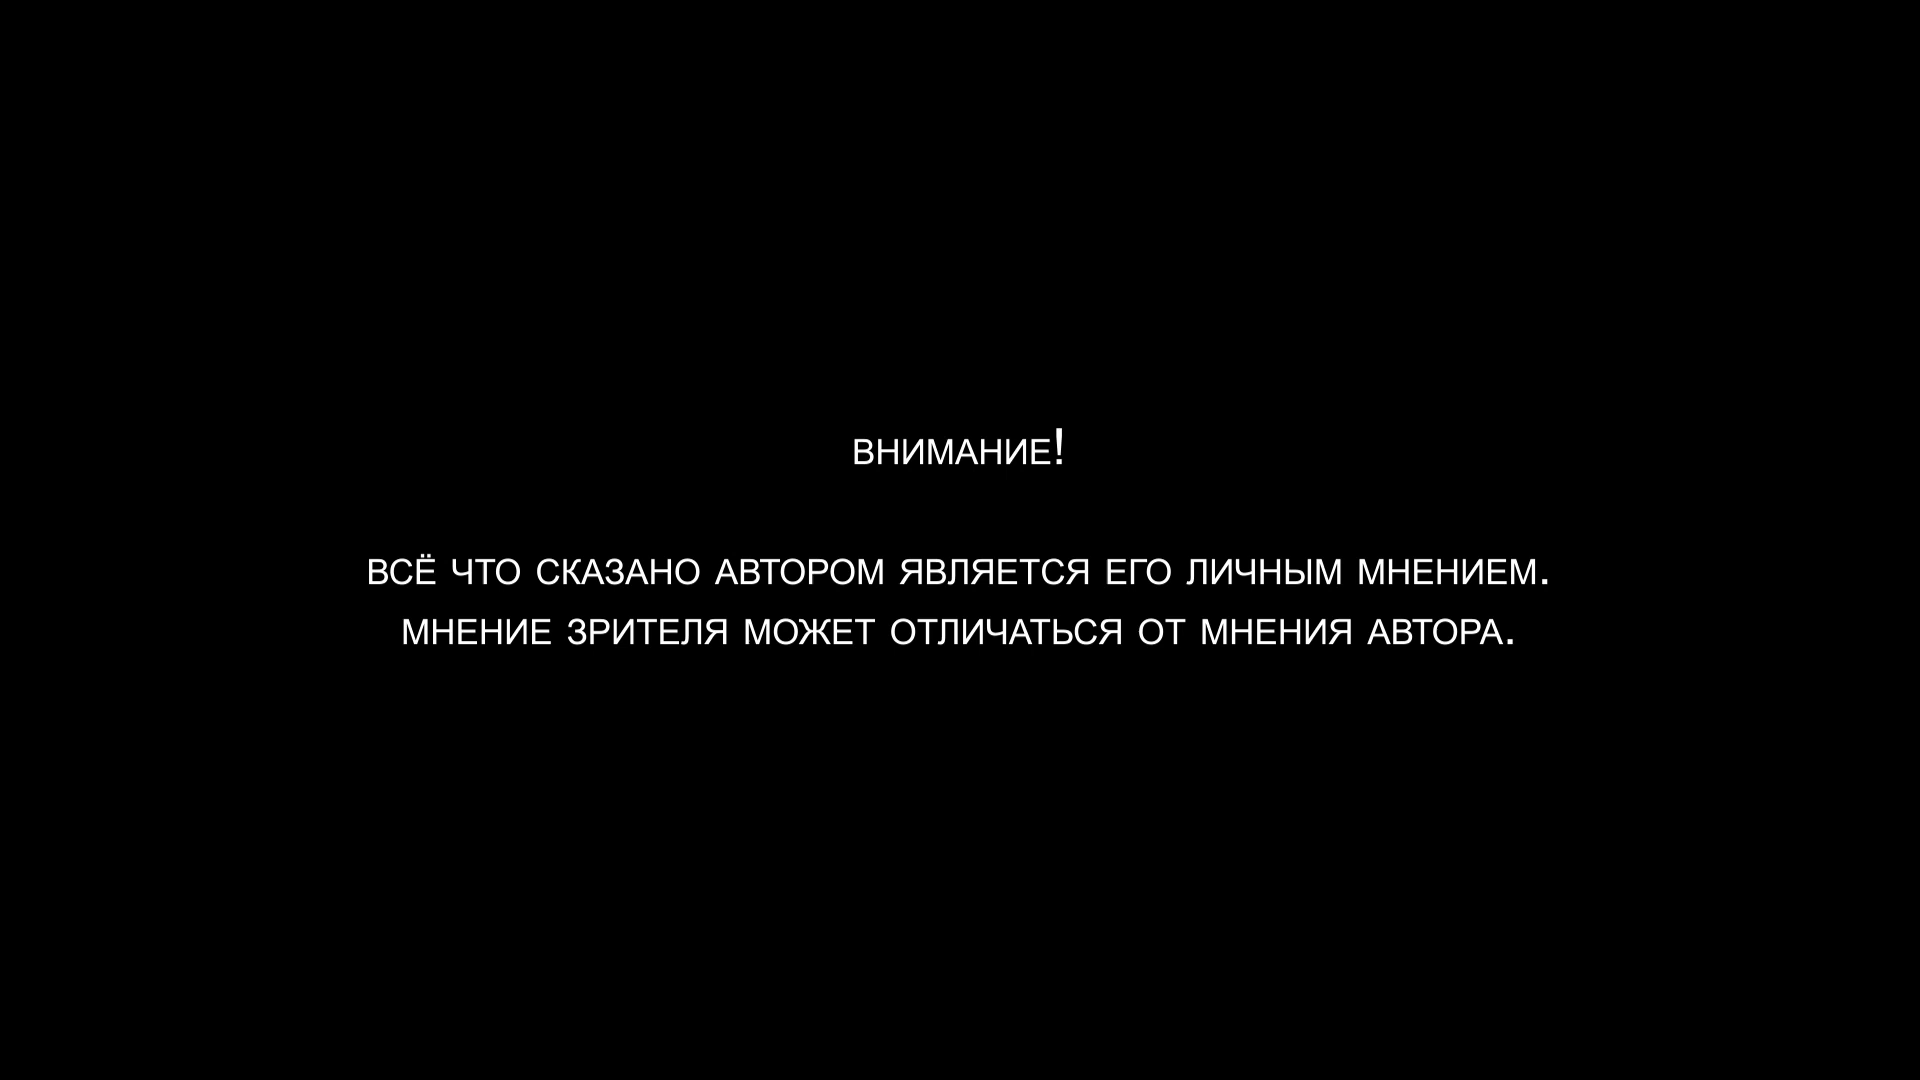 ВНИМАНИЕ!
ВСЁ ЧТО СКАЗАНО АВТОРОМ ЯВЛЯЕТСЯ ЕГО ЛИЧНЫМ МНЕНИЕМ.
МНЕНИЕ ЗРИТЕЛЯ МОЖЕТ ОТЛИЧАТЬСЯ ОТ МНЕНИЯ АВТОРА.